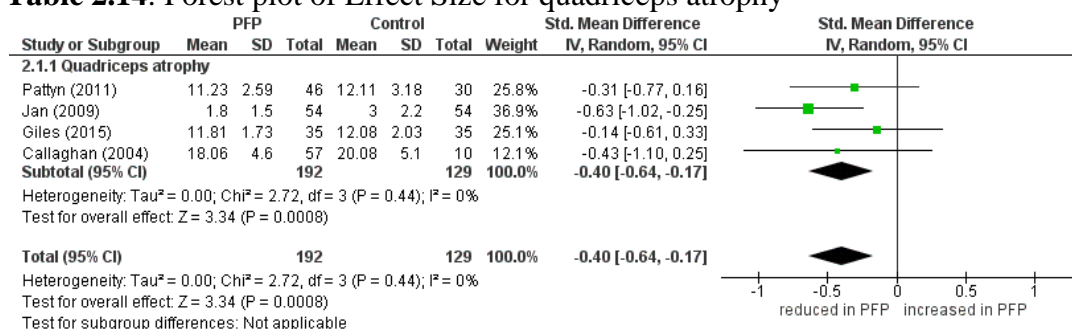 Table 2.14: Forest plot of Effect Size for quadriceps atrophy
PFP Control Std. Mean Difference Std. Mean Difference
Study or Subgroup Mean SD Total Mean SD Total Weight IV, Random, 95% CI IV, Random, 95% CI
2.1.1 Quadriceps atrophy
Pattyn (2011) 11.23 2.59 46 12.11 3.18 30 25.8% -0.31 [-0.77, 0.16]
Jan (2009) 1.8 1.5 54 3 2.2 54 36.9% -0.63 [-1.02, -0.25]
Giles (2015) 11.81 1.73 35 12.08 2.03 35 25.1% -0.14 [-0.61, 0.33]
Callaghan (2004) 18.06 4.6 57 20.08 5.1 10 12.1% -0.43 [-1.10, 0.25]
Subtotal (95% CI) 192 129 100.0% -0.40 [-0.64, -0.17]
Heterogeneity: Tau² = 0.00; Chi² = 2.72, df = 3 (P = 0.44); I² = 0%
Test for overall effect: Z = 3.34 (P = 0.0008)
Total (95% CI) 192 129 100.0% -0.40 [-0.64, -0.17]
Heterogeneity: Tau² = 0.00; Chi² = 2.72, df = 3 (P = 0.44); I² = 0%
Test for overall effect: Z = 3.34 (P = 0.0008)
Test for subgroup differences: Not applicable
-1 -0.5 0 0.5 1
reduced in PFP increased in PFP